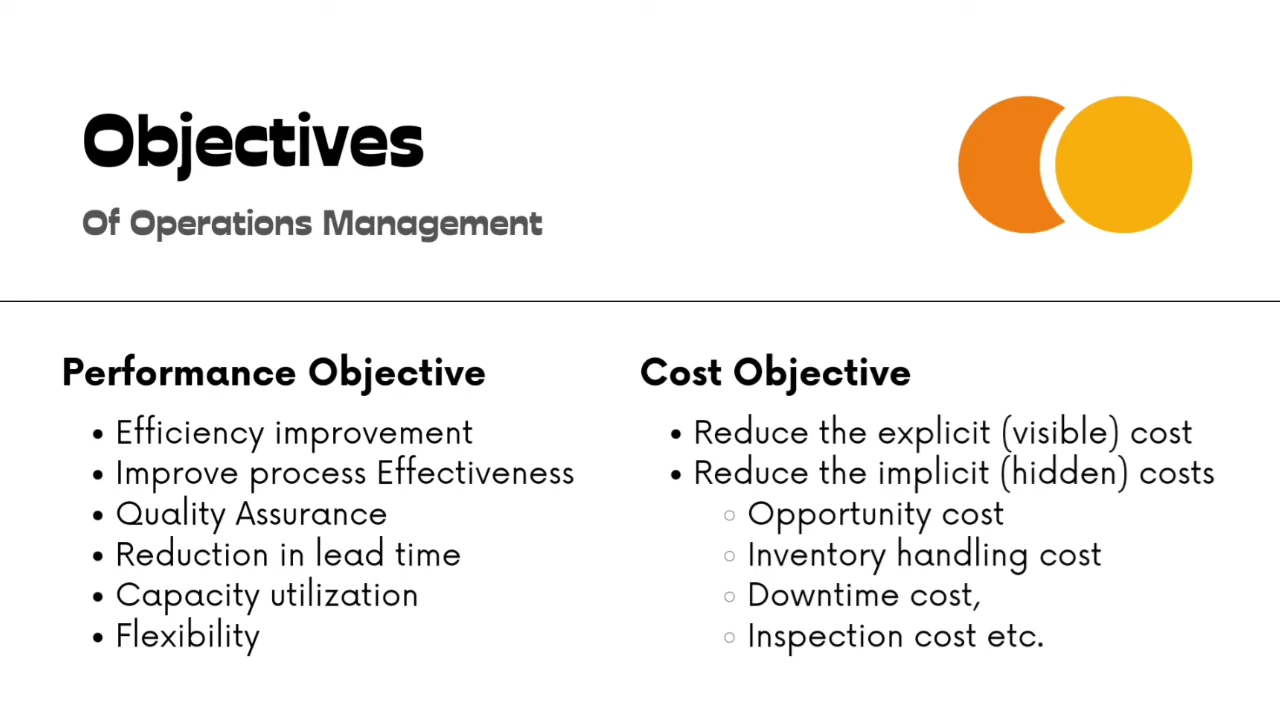 Objectives
Of Operations Management
Performance Objective
• Efficiency improvement
• Improve process Effectiveness
• Quality Assurance
• Reduction in lead time
• Capacity utilization
• Flexibility
Cost Objective
• Reduce the explicit (visible) cost
• Reduce the implicit (hidden) costs
○ Opportunity cost
○ Inventory handling cost
○ Downtime cost,
○ Inspection cost etc.